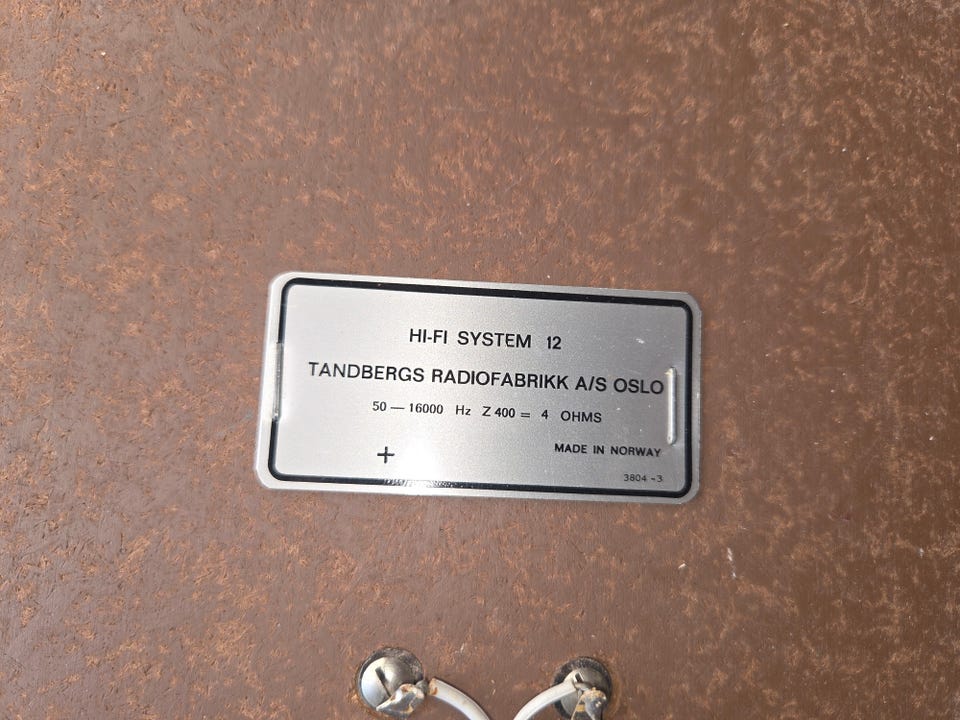 HI-FI SYSTEM 12
TANDBERGS RADIOFABRIKK A/S OSLO
50 — 16000 Hz Z 400 = 4 OHMS
+
MADE IN NORWAY
3804 -3